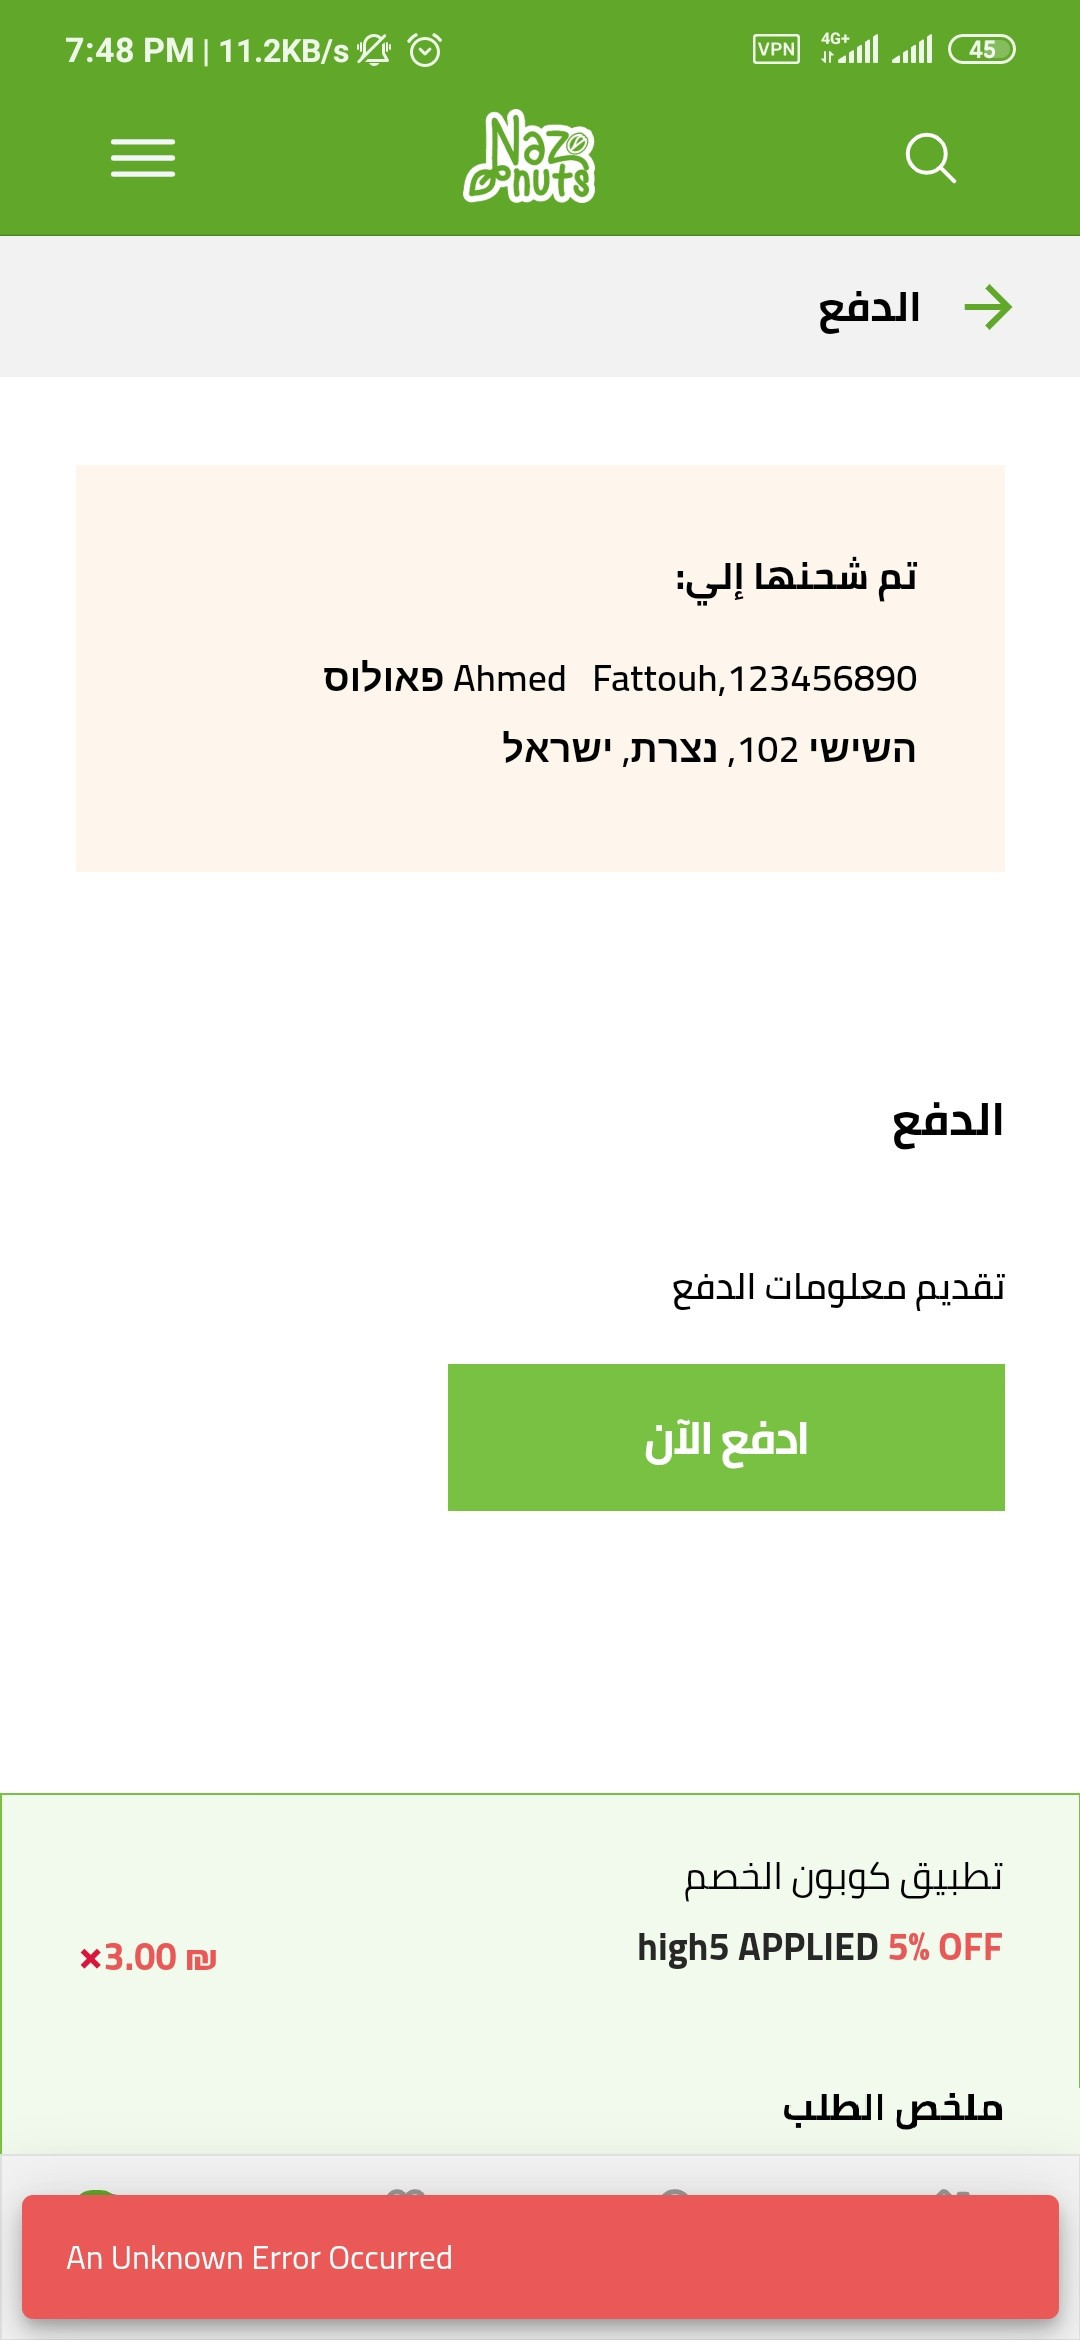 7:48 PM | 11.2KB/s
VPN 4G+ 45
Naz nuts
الدفع
تم شحنها إلي:
Ahmed Fattouh,123456890 פאולוס
השישי 102, נצרת, ישראל
الدفع
تقديم معلومات الدفع
ادفع الآن
تطبيق كوبون الخصم
high5 APPLIED 5% OFF
×3.00 ₪
ملخص الطلب
An Unknown Error Occurred